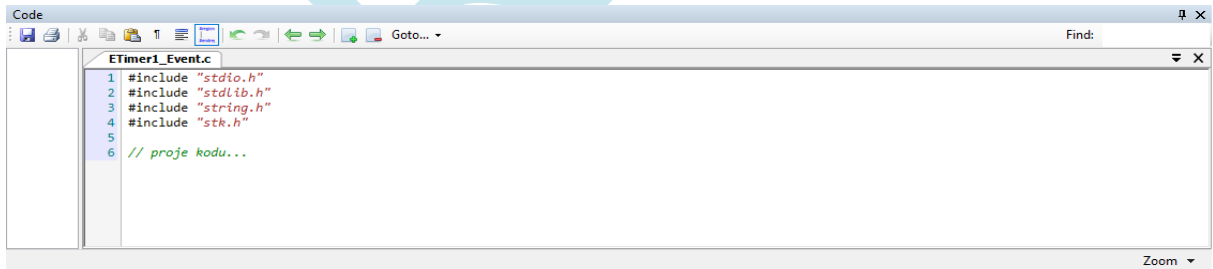 Code
Goto...
Find:
ETimer1_Event.c
1 #include "stdio.h"
2 #include "stdlib.h"
3 #include "string.h"
4 #include "stk.h"
5
6 // proje kodu...
Zoom